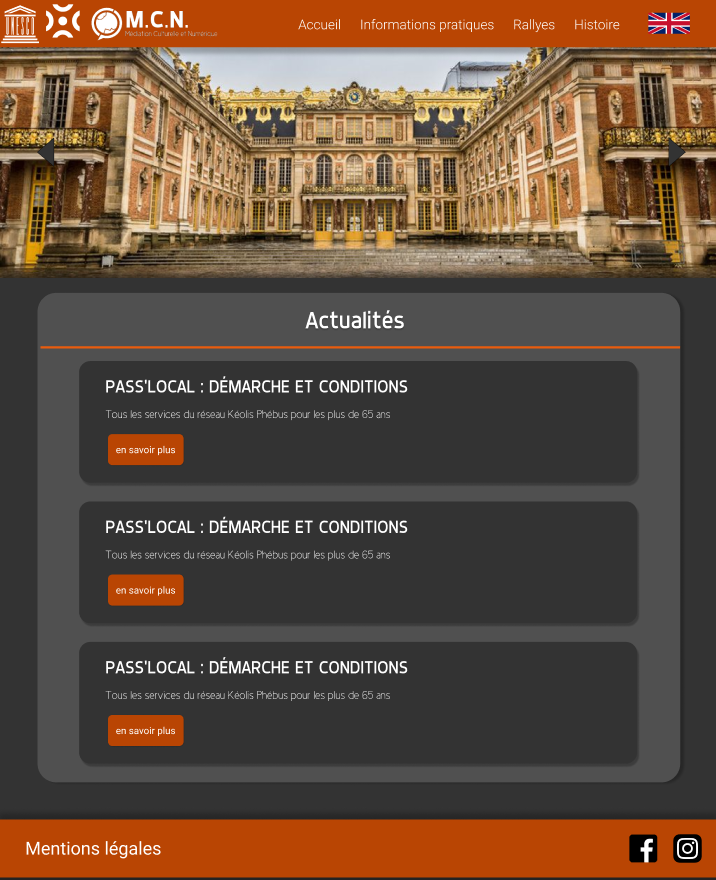 UNESCO
M.C.N.
Médiation Culturelle et Numérique
Accueil
Informations pratiques
Rallyes
Histoire
Actualités
PASS'LOCAL : DÉMARCHE ET CONDITIONS
Tous les services du réseau Kéolis Phébus pour les plus de 65 ans
en savoir plus
PASS'LOCAL : DÉMARCHE ET CONDITIONS
Tous les services du réseau Kéolis Phébus pour les plus de 65 ans
en savoir plus
PASS'LOCAL : DÉMARCHE ET CONDITIONS
Tous les services du réseau Kéolis Phébus pour les plus de 65 ans
en savoir plus
Mentions légales